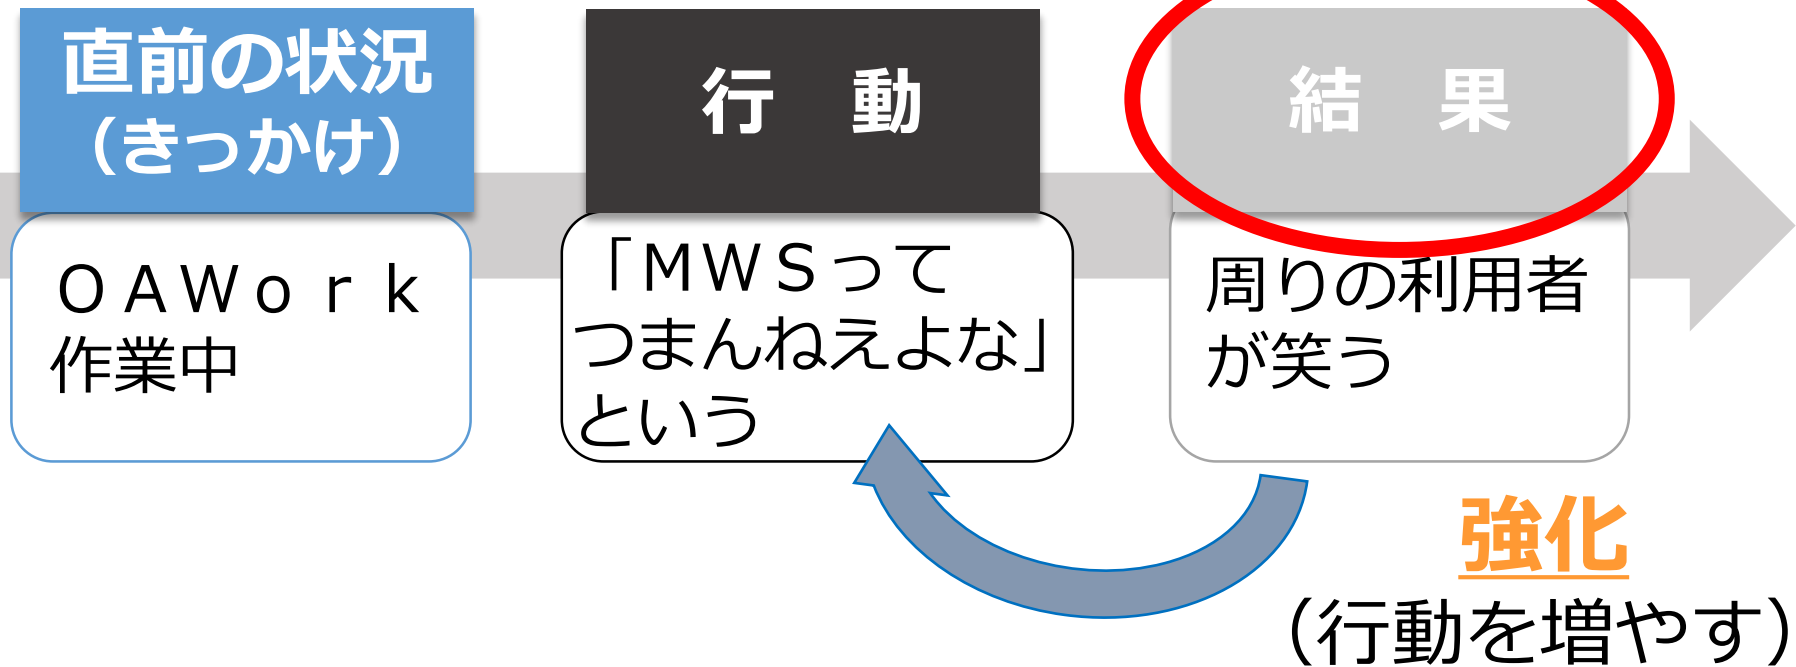 直前の状況
（きっかけ）
ＯＡＷｏｒｋ
作業中
行　動
「ＭＷＳって
つまんねえよな」
という
結　果
周りの利用者
が笑う
強化
（行動を増やす）